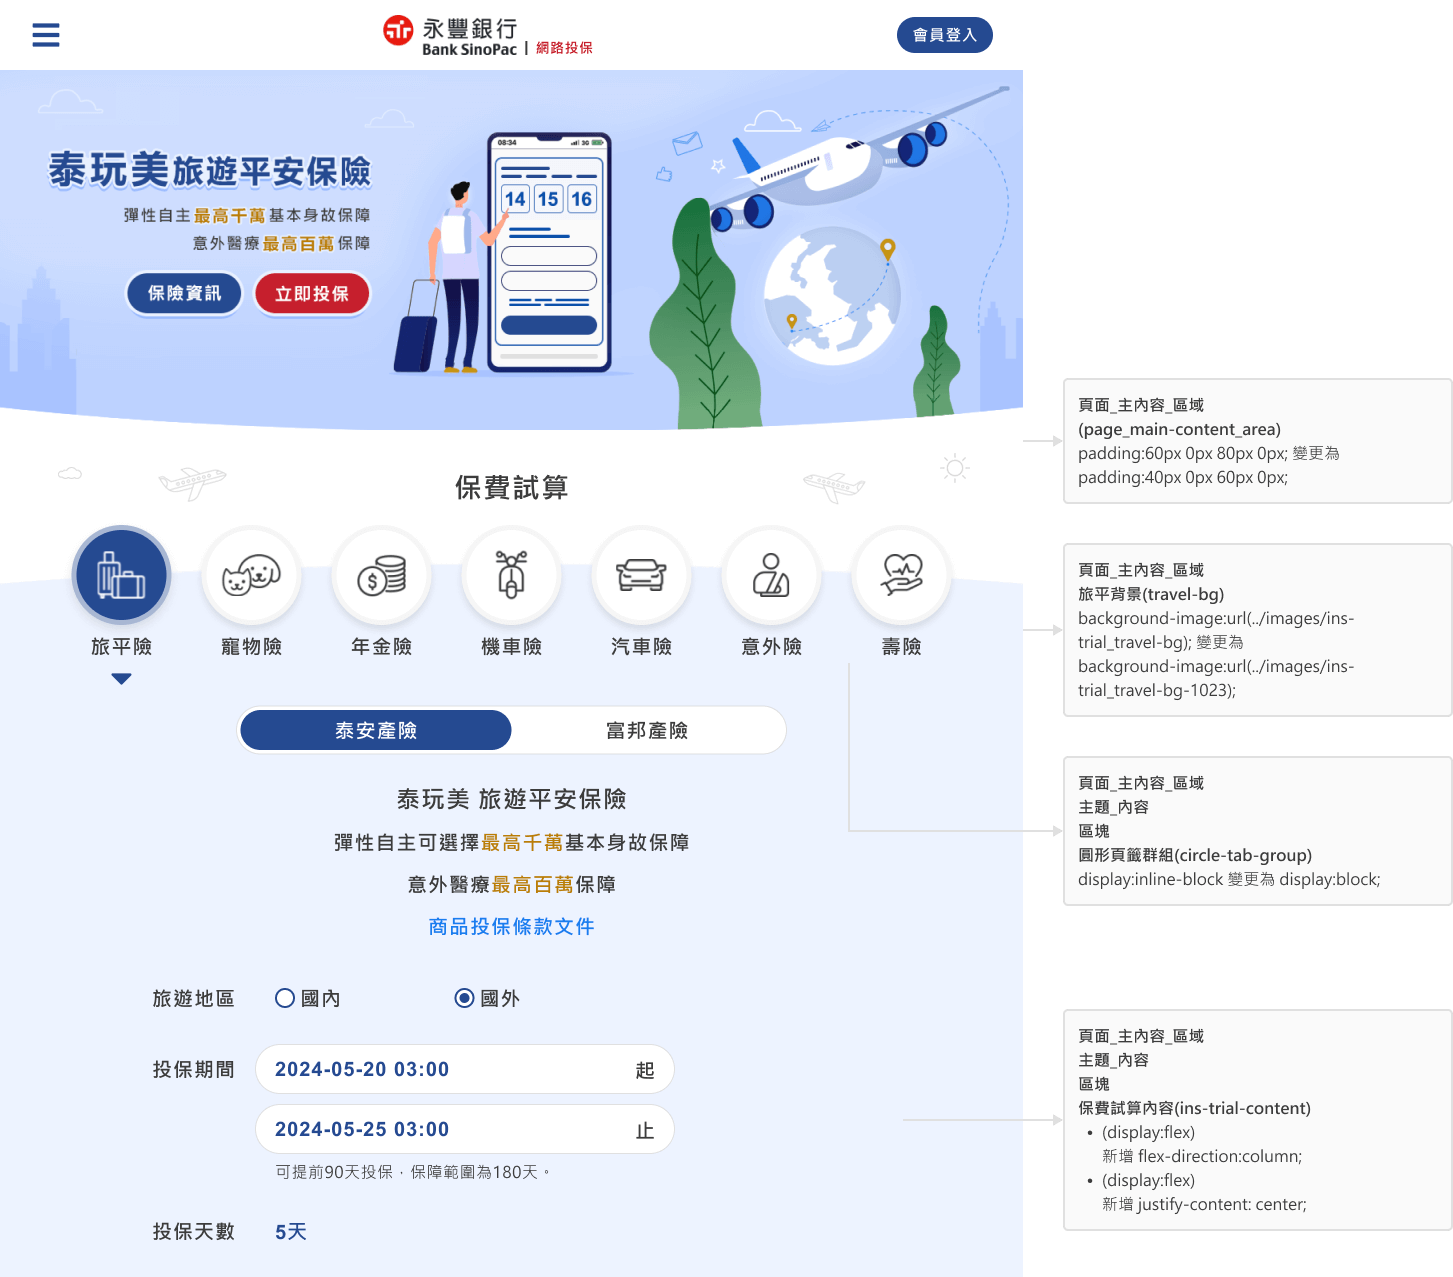 永豐銀行
Bank SinoPac | 網路投保
會員登入
泰玩美旅遊平安保險
彈性自主最高千萬基本身故保障
意外醫療最高百萬保障
保險資訊
立即投保
08:34
3G
14 15 16
保費試算
旅平險
寵物險
年金險
機車險
汽車險
意外險
壽險
泰安產險
富邦產險
泰玩美 旅遊平安保險
彈性自主可選擇最高千萬基本身故保障
意外醫療最高百萬保障
商品投保條款文件
旅遊地區
國內
國外
投保期間
2024-05-20 03:00
起
2024-05-25 03:00
止
可提前90天投保，保障範圍為180天。
投保天數
5天
頁面_主內容_區域
(page_main-content_area)
padding:60px 0px 80px 0px; 變更為
padding:40px 0px 60px 0px;
頁面_主內容_區域
旅平背景(travel-bg)
background-image:url(../images/ins-
trial_travel-bg); 變更為
background-image:url(../images/ins-
trial_travel-bg-1023);
頁面_主內容_區域
主題_內容
區塊
圓形頁籤群組(circle-tab-group)
display:inline-block 變更為 display:block;
頁面_主內容_區域
主題_內容
區塊
保費試算內容(ins-trial-content)
• (display:flex)
新增 flex-direction:column;
• (display:flex)
新增 justify-content: center;